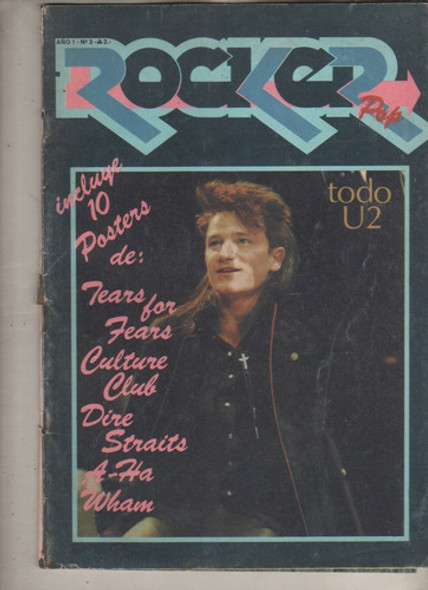 AÑO 1 - Nº 3 - A 2.-
ROCKER
Pop
incluye
10
Posters
de:
todo
U2
Tears
for
Fears
Culture
Club
Dire
Straits
A-Ha
Wham